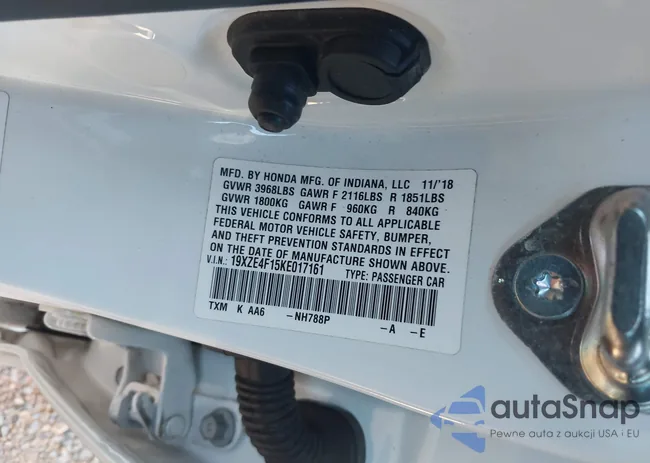 MFD. BY HONDA MFG. OF INDIANA, LLC 11/'18
GVWR 3968LBS GAWR F 2116LBS R 1851LBS
GVWR 1800KG GAWR F 960KG R 840KG
THIS VEHICLE CONFORMS TO ALL APPLICABLE
FEDERAL MOTOR VEHICLE SAFETY, BUMPER,
AND THEFT PREVENTION STANDARDS IN EFFECT
ON THE DATE OF MANUFACTURE SHOWN ABOVE.
V.I.N.: 19XZE4F15KE017161 TYPE: PASSENGER CAR
TXM K AA6 -NH788P -A -E
autaSnap
Pewne auta z aukcji USA i EU